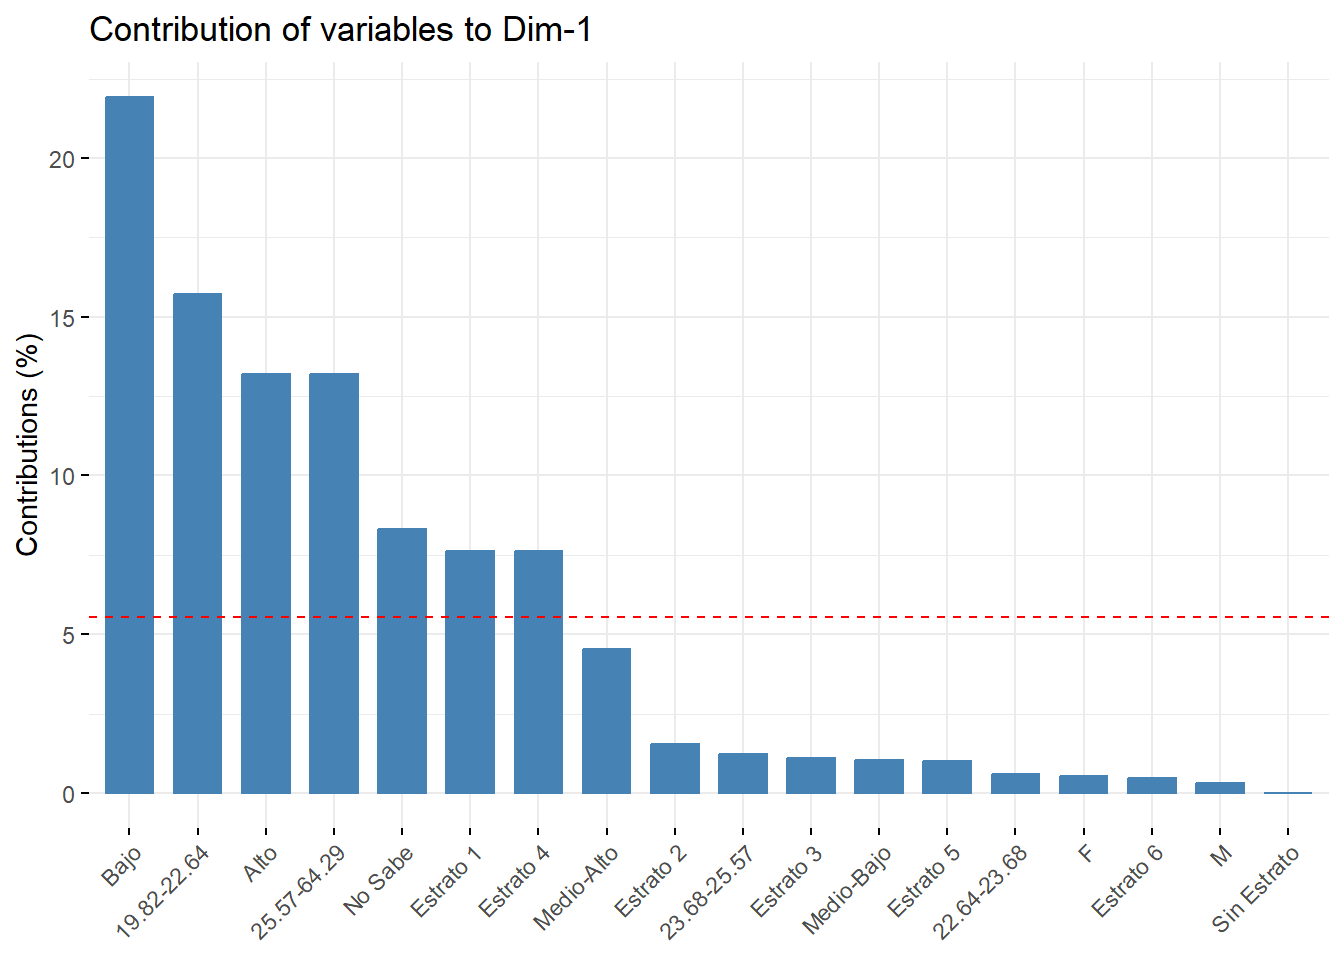 Contribution of variables to Dim-1
Contributions (%)
20
15
10
5
0
Bajo
19.82-22.64
Alto
25.57-64.29
No Sabe
Estrato 1
Estrato 4
Medio-Alto
Estrato 2
23.68-25.57
Estrato 3
Medio-Bajo
Estrato 5
22.64-23.68
F
Estrato 6
M
Sin Estrato